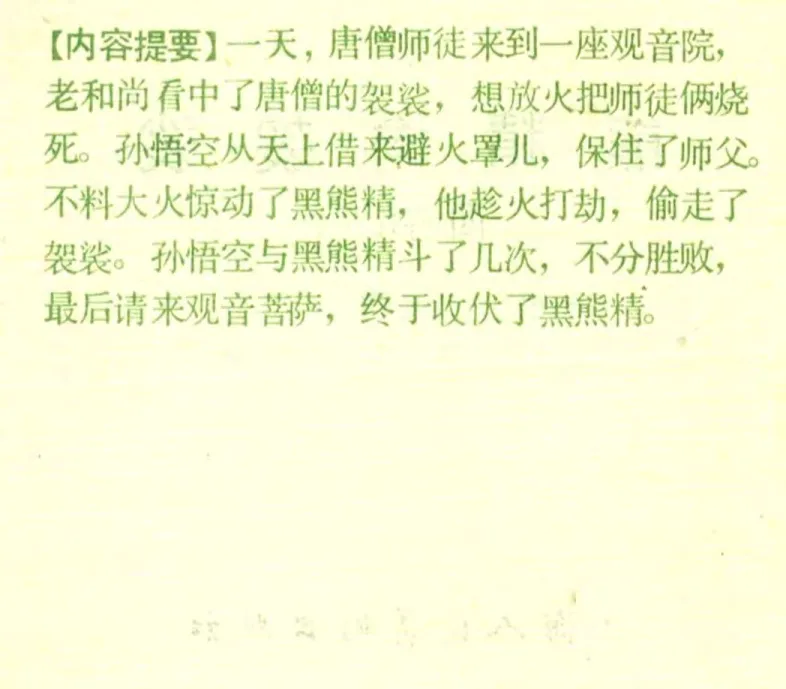 【内容提要】一天，唐僧师徒来到一座观音院，
老和尚看中了唐僧的袈裟，想放火把师徒俩烧
死。孙悟空从天上借来避火罩儿，保住了师父。
不料大火惊动了黑熊精，他趁火打劫，偷走了
袈裟。孙悟空与黑熊精斗了几次，不分胜败，
最后请来观音菩萨，终于收伏了黑熊精。